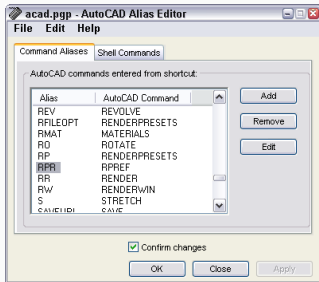 acad.pgp - AutoCAD Alias Editor
File Edit Help
Command Aliases Shell Commands
AutoCAD commands entered from shortcut:
Alias AutoCAD Command
REV REVOLVE
RFILEOPT RENDERPRESETS
RMAT MATERIALS
RO ROTATE
RP RENDERPRESETS
RPR RPREF
RR RENDER
RW RENDERWIN
S STRETCH
SAVEURL SAVE
Add
Remove
Edit
Confirm changes
OK Close Apply